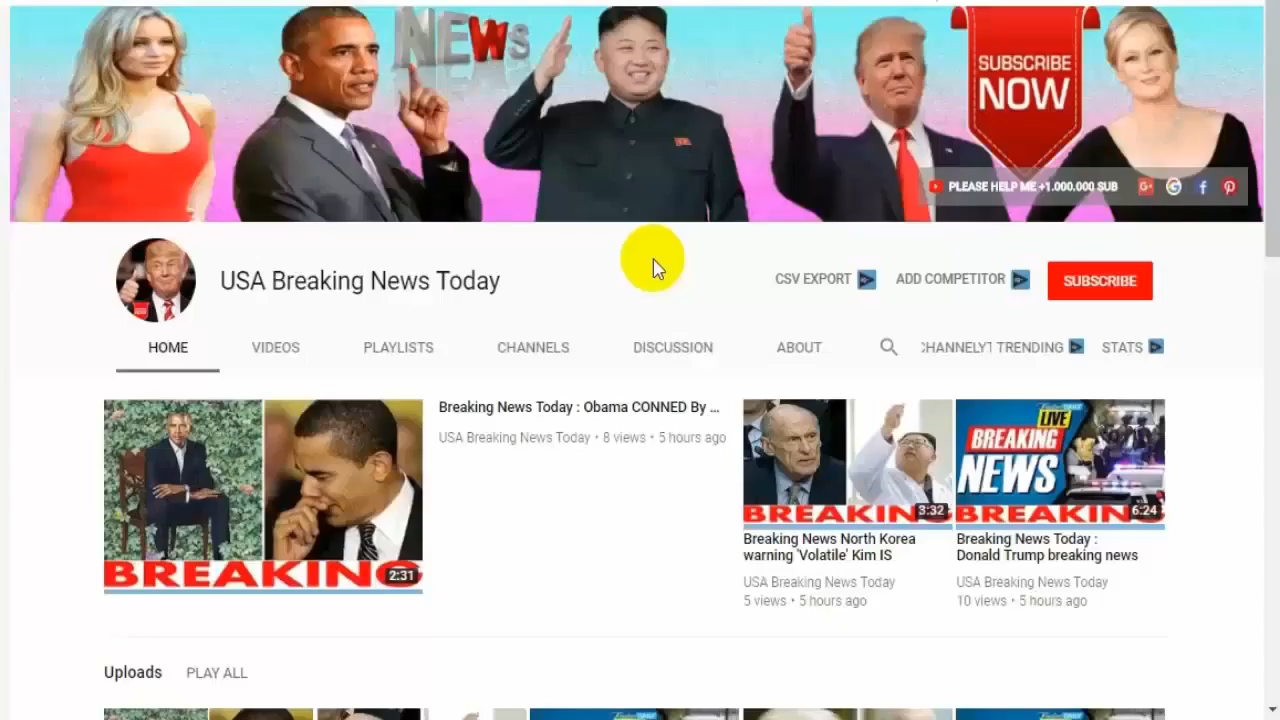 NEWS
SUBSCRIBE
NOW
PLEASE HELP ME +1.000.000 SUB
USA Breaking News Today
CSV EXPORT
ADD COMPETITOR
SUBSCRIBE
HOME
VIDEOS
PLAYLISTS
CHANNELS
DISCUSSION
ABOUT
CHANNELYT TRENDING
STATS
BREAKING
2:31
Breaking News Today : Obama CONNED By ...
USA Breaking News Today • 8 views • 5 hours ago
BREAKIN
3:32
Breaking News North Korea
warning 'Volatile' Kim IS
USA Breaking News Today
5 views • 5 hours ago
LIVE
BREAKING
NEWS
BREAKIN
6:24
Breaking News Today :
Donald Trump breaking news
USA Breaking News Today
10 views • 5 hours ago
Uploads
PLAY ALL